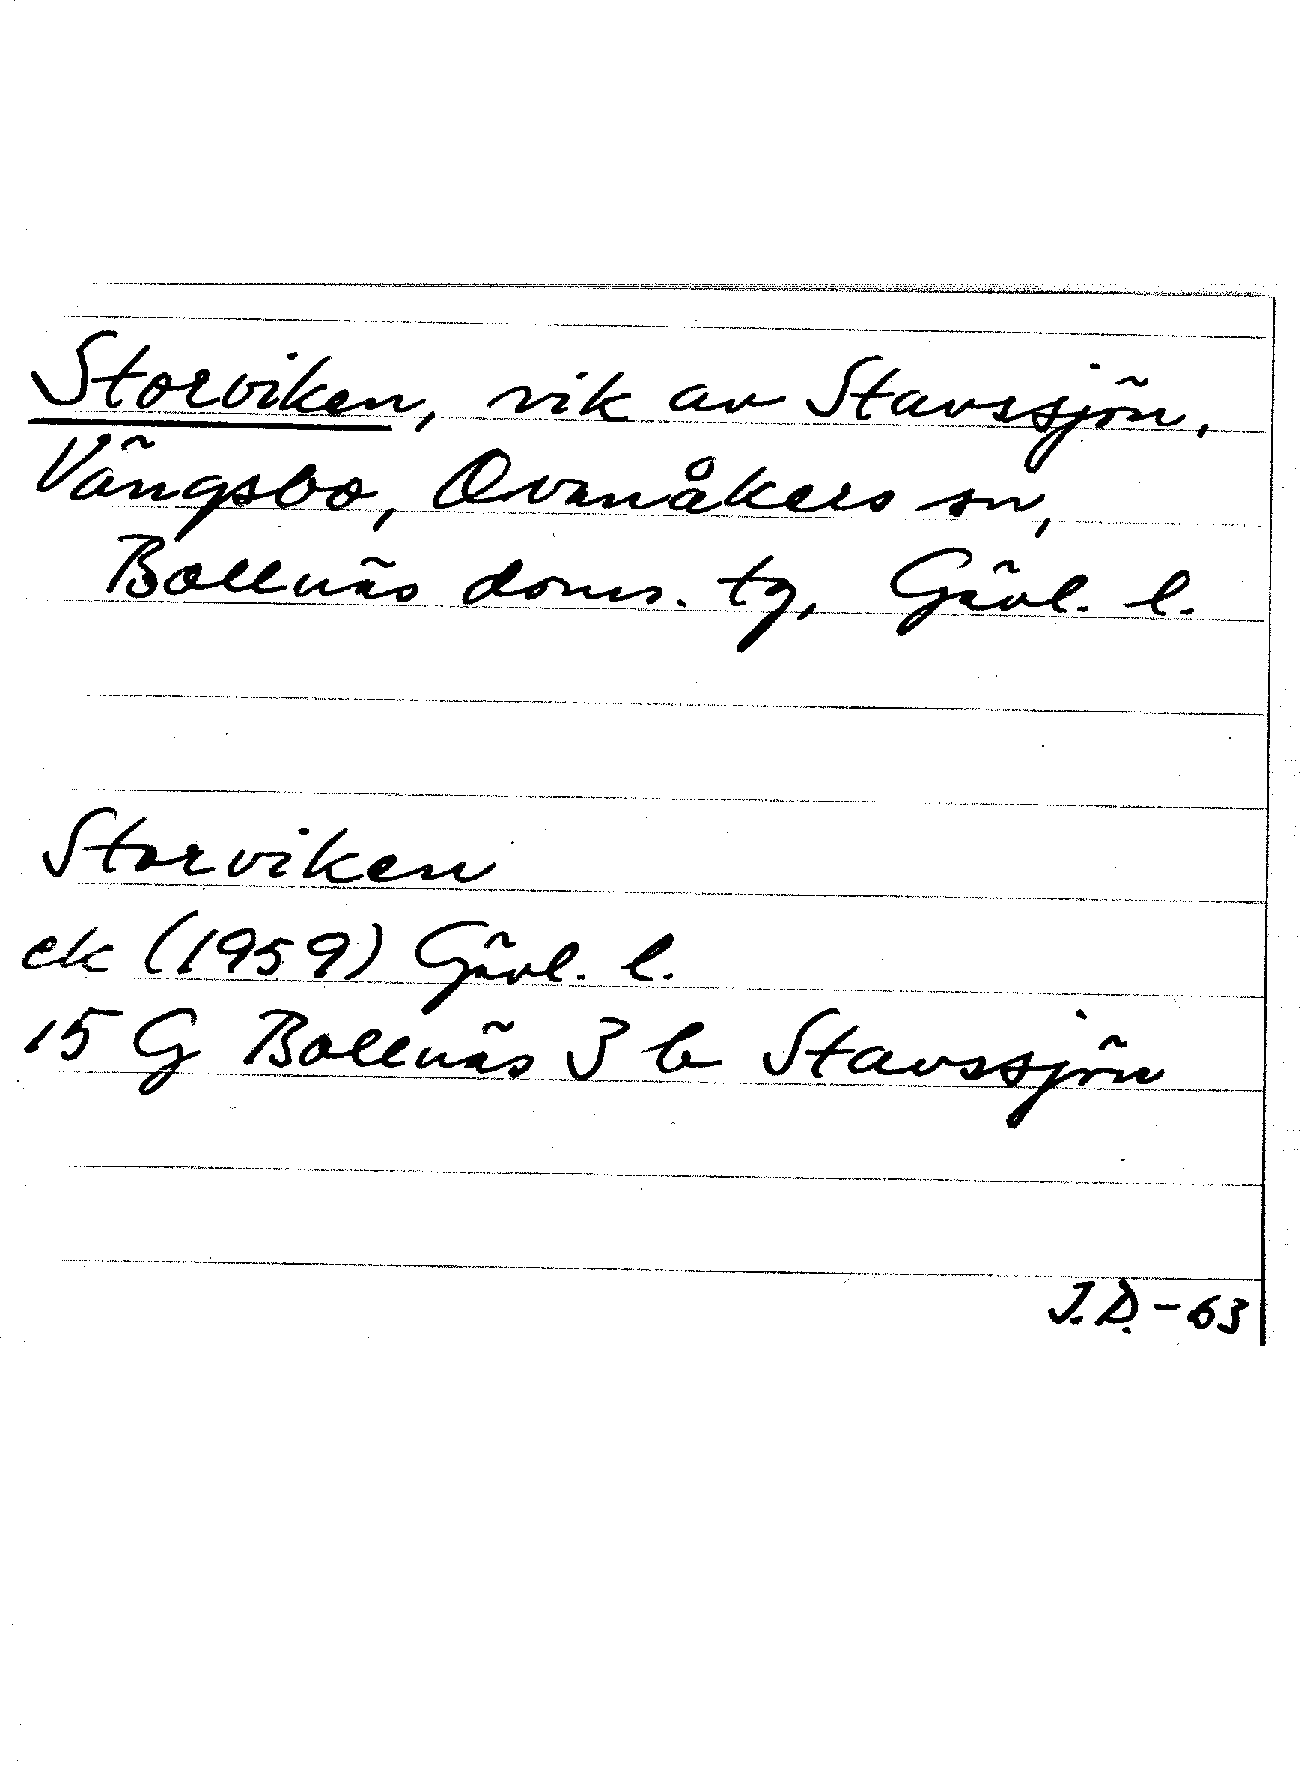 Storviken, vik av Stavssjön,
Vängsbo, Ovanåkers sn,
Bollnäs doms. tg, Gävl. l.
Storviken
ek (1959) Gävl. l.
15 G Bollnäs 3 b Stavssjön
J.D. - 63